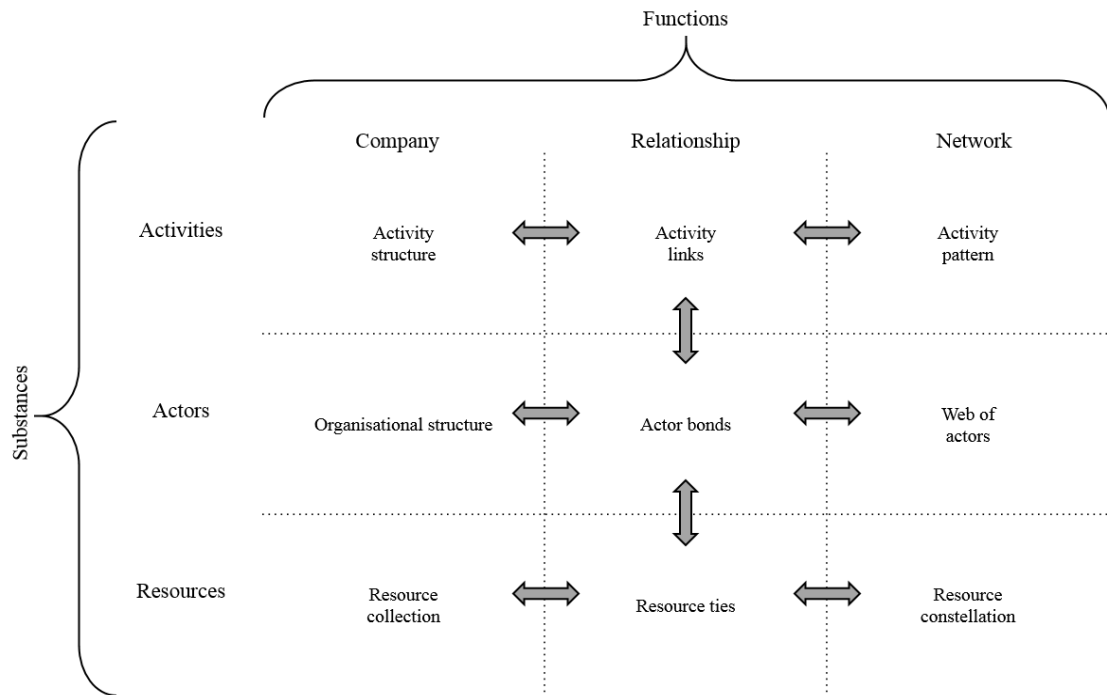 Functions
Company
Relationship
Network
Substances
Activities
Activity
structure
Activity
links
Activity
pattern
Actors
Organisational structure
Actor bonds
Web of
actors
Resources
Resource
collection
Resource ties
Resource
constellation